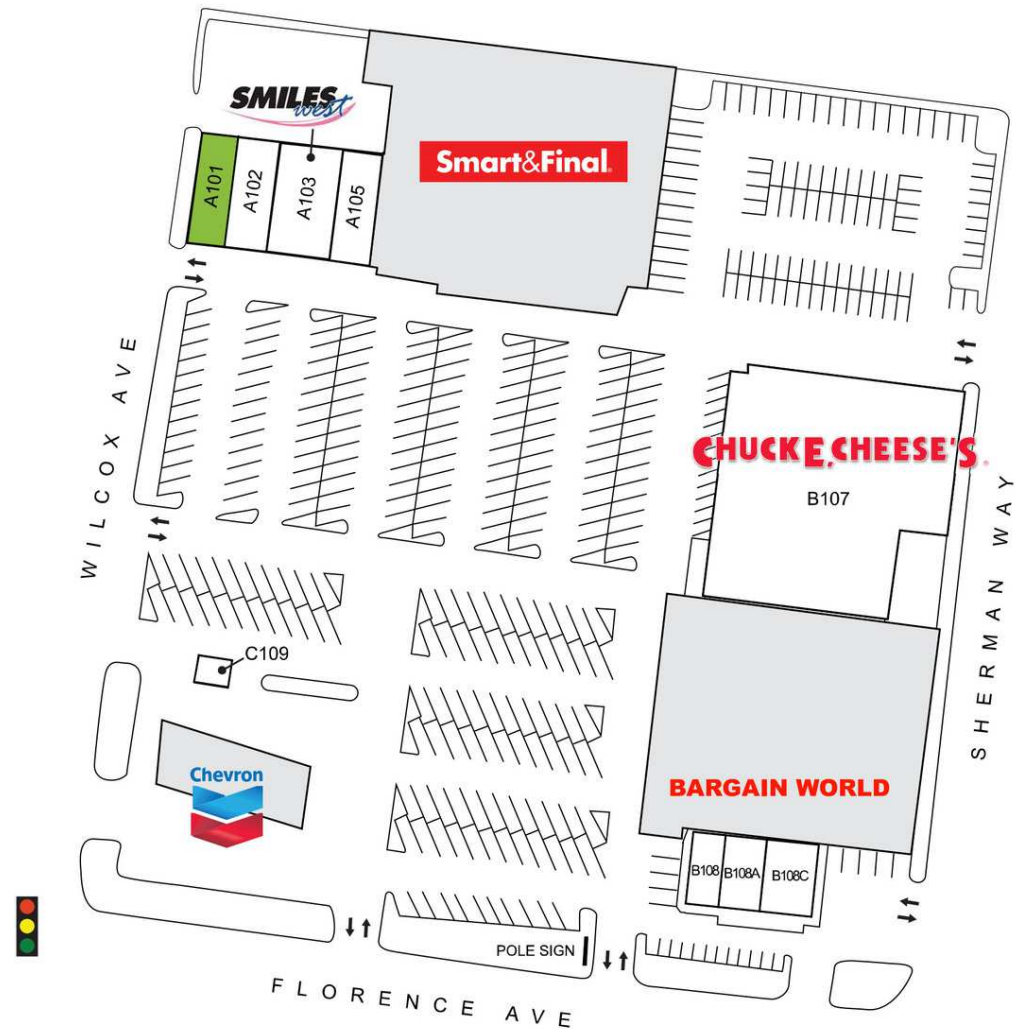 SMILES
west
Smart&Final.
A101
A102
A103
A105
WILCOX AVE
CHUCK E. CHEESE'S
B107
SHERMAN WAY
C109
Chevron
BARGAIN WORLD
B108
B108A
B108C
POLE SIGN
FLORENCE AVE